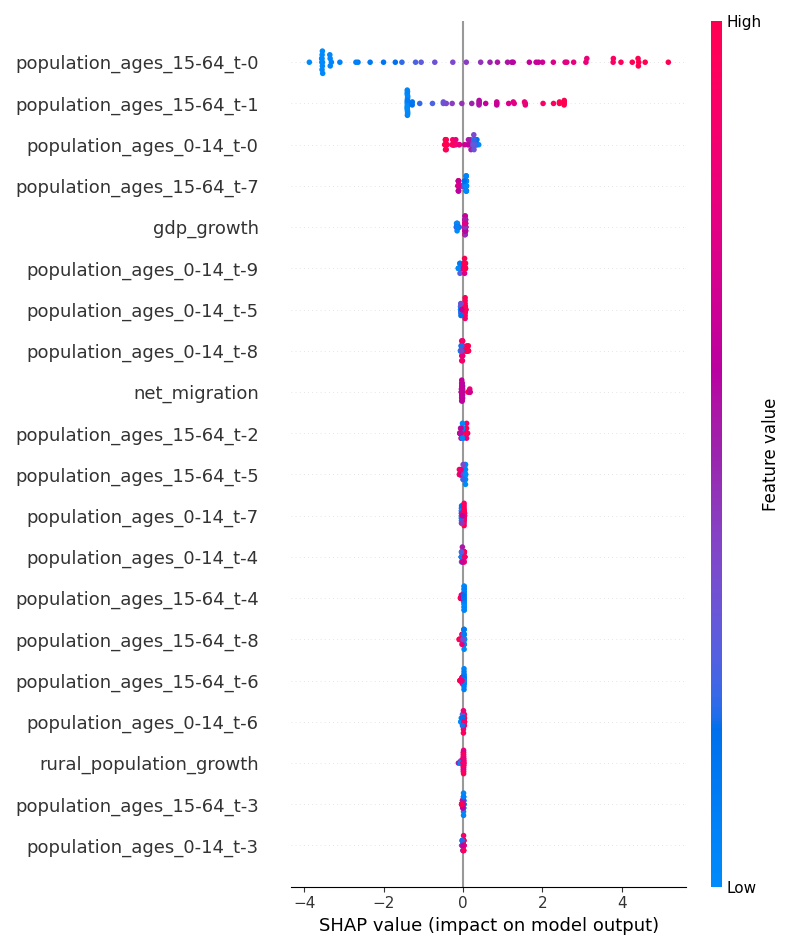 High
population_ages_15-64_t-0
population_ages_15-64_t-1
population_ages_0-14_t-0
population_ages_15-64_t-7
gdp_growth
population_ages_0-14_t-9
population_ages_0-14_t-5
population_ages_0-14_t-8
net_migration
population_ages_15-64_t-2
population_ages_15-64_t-5
population_ages_0-14_t-7
population_ages_0-14_t-4
population_ages_15-64_t-4
population_ages_15-64_t-8
population_ages_15-64_t-6
population_ages_0-14_t-6
rural_population_growth
population_ages_15-64_t-3
population_ages_0-14_t-3
Feature value
Low
−4 −2 0 2 4
SHAP value (impact on model output)